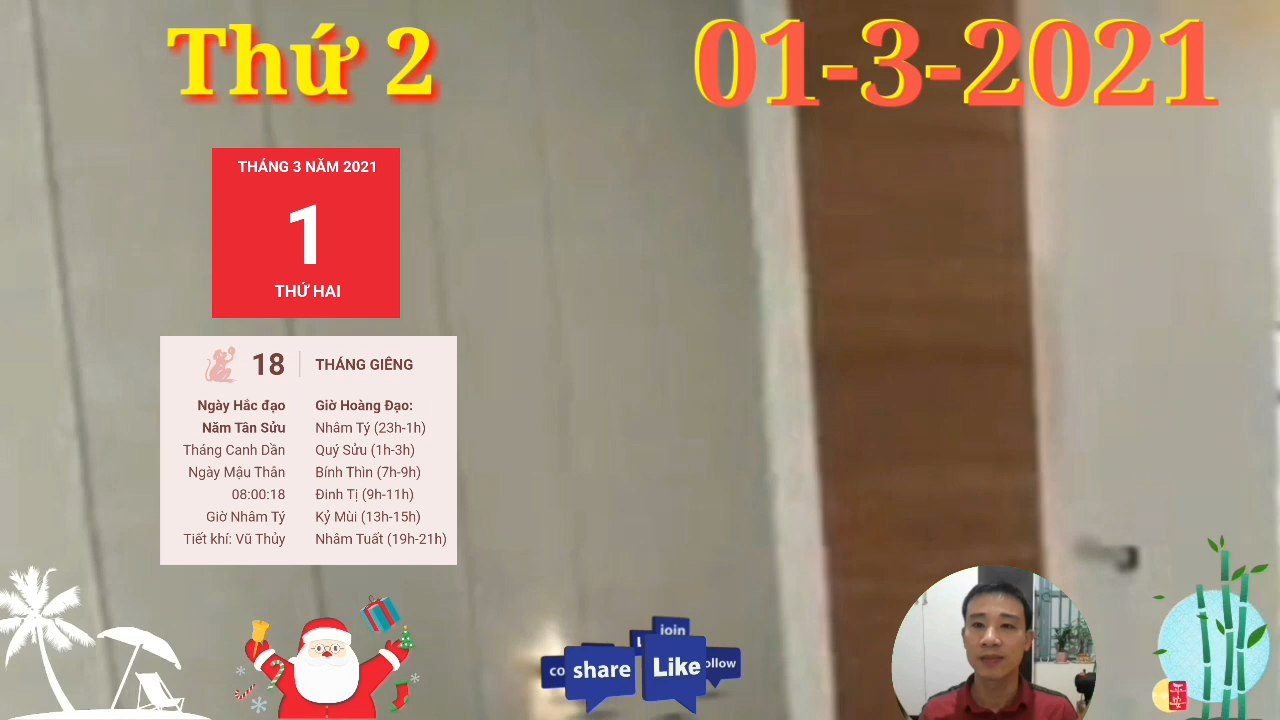 Thứ 2
01-3-2021
THÁNG 3 NĂM 2021
1
THỨ HAI
18
THÁNG GIÊNG
Ngày Hắc đạo
Năm Tân Sửu
Tháng Canh Dần
Ngày Mậu Thân
08:00:18
Giờ Nhâm Tý
Tiết khí: Vũ Thủy
Giờ Hoàng Đạo:
Nhâm Tý (23h-1h)
Quý Sửu (1h-3h)
Bính Thìn (7h-9h)
Đinh Tị (9h-11h)
Kỷ Mùi (13h-15h)
Nhâm Tuất (19h-21h)
join
co
share
Like
ollow